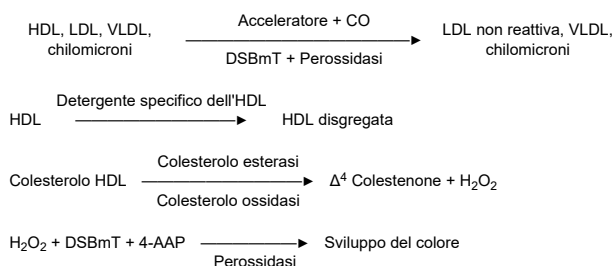 HDL, LDL, VLDL, chilomicroni
Acceleratore + CO
DSBmT + Perossidasi
LDL non reattiva, VLDL, chilomicroni
Detergente specifico dell'HDL
HDL
HDL disgregata
Colesterolo esterasi
Colesterolo HDL
Δ⁴ Colestenone + H₂O₂
Colesterolo ossidasi
H₂O₂ + DSBmT + 4-AAP
Sviluppo del colore
Perossidasi